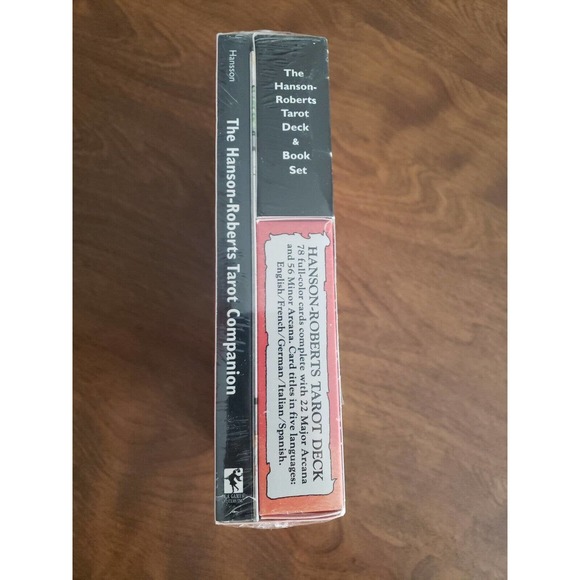 Hansson
The Hanson-Roberts Tarot Companion
The
Hanson-
Roberts
Tarot
Deck
&
Book
Set
HANSON-ROBERTS TAROT DECK
78 full-color cards complete with 22 Major Arcana
and 56 Minor Arcana. Card titles in five languages:
English/French/German/Italian/Spanish.